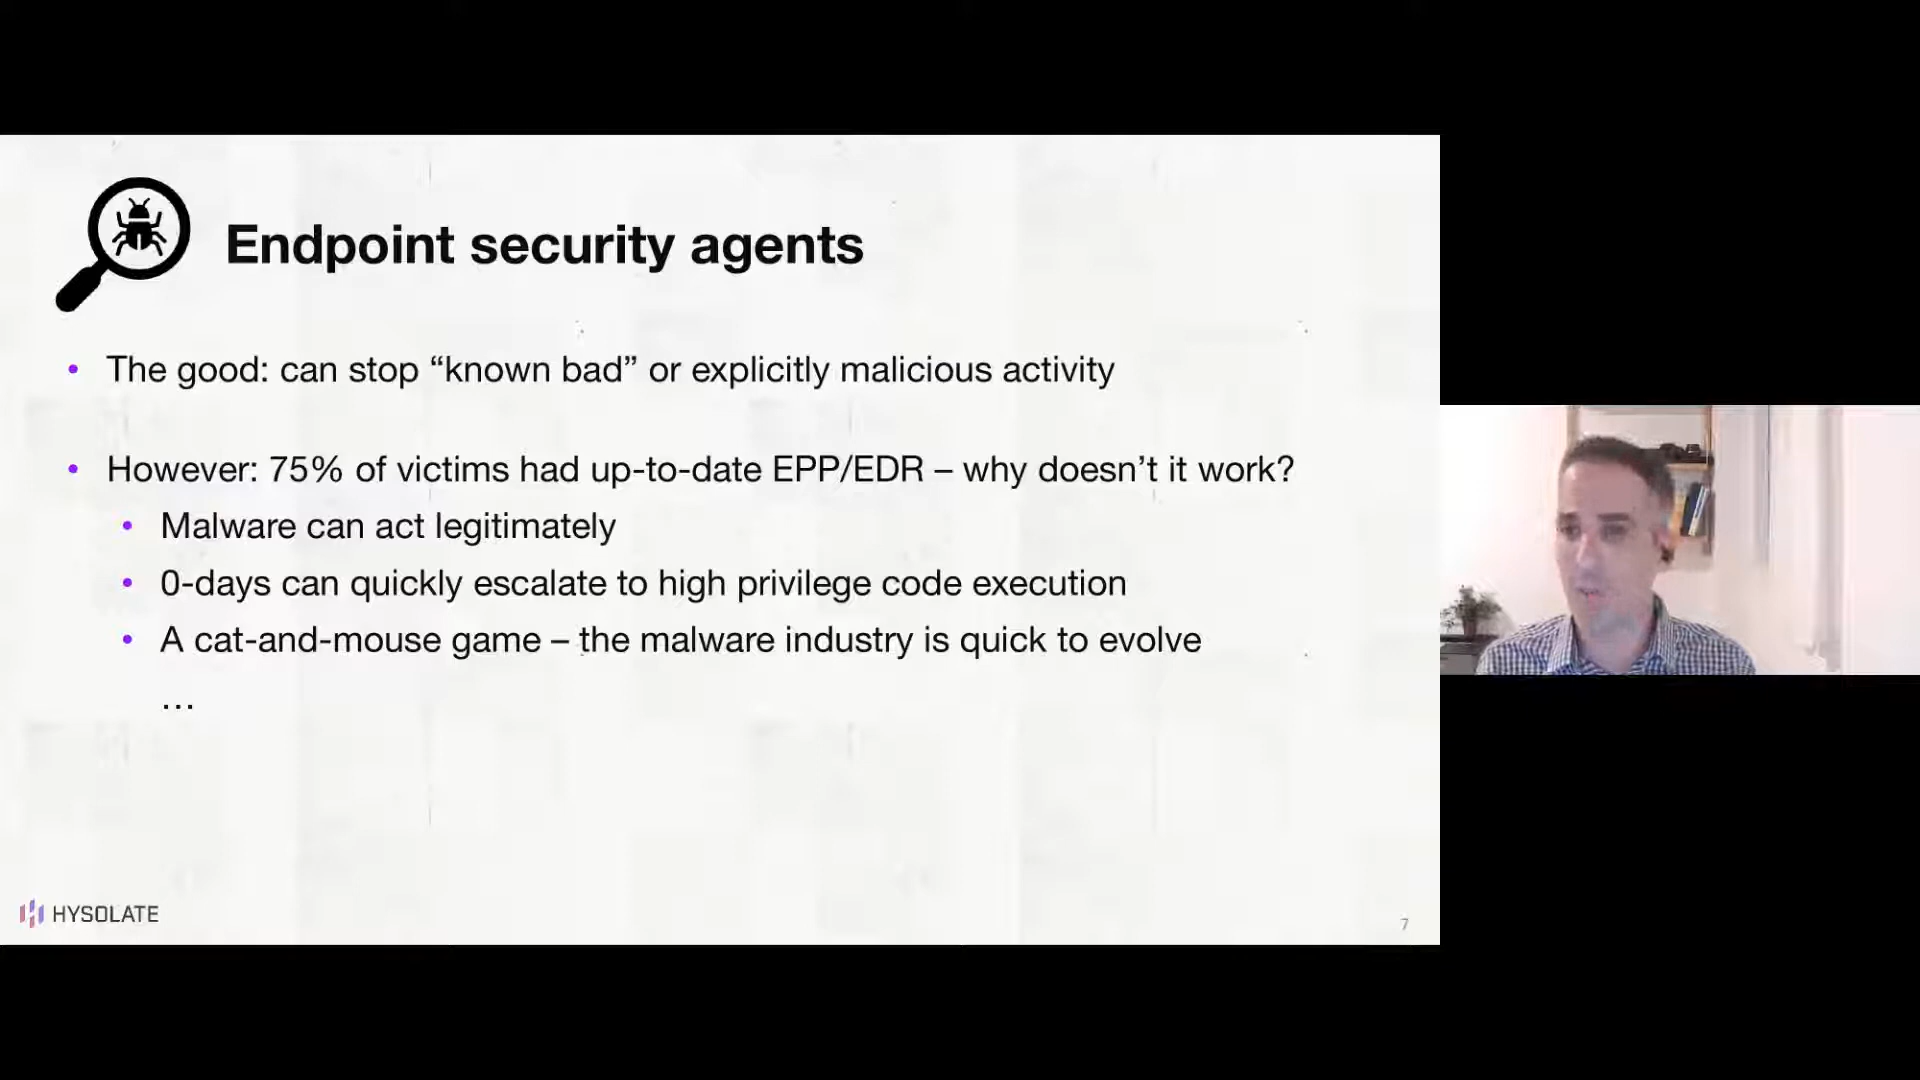 Endpoint security agents
• The good: can stop “known bad” or explicitly malicious activity
• However: 75% of victims had up-to-date EPP/EDR – why doesn’t it work?
• Malware can act legitimately
• 0-days can quickly escalate to high privilege code execution
• A cat-and-mouse game – the malware industry is quick to evolve
…
HYSOLATE
7